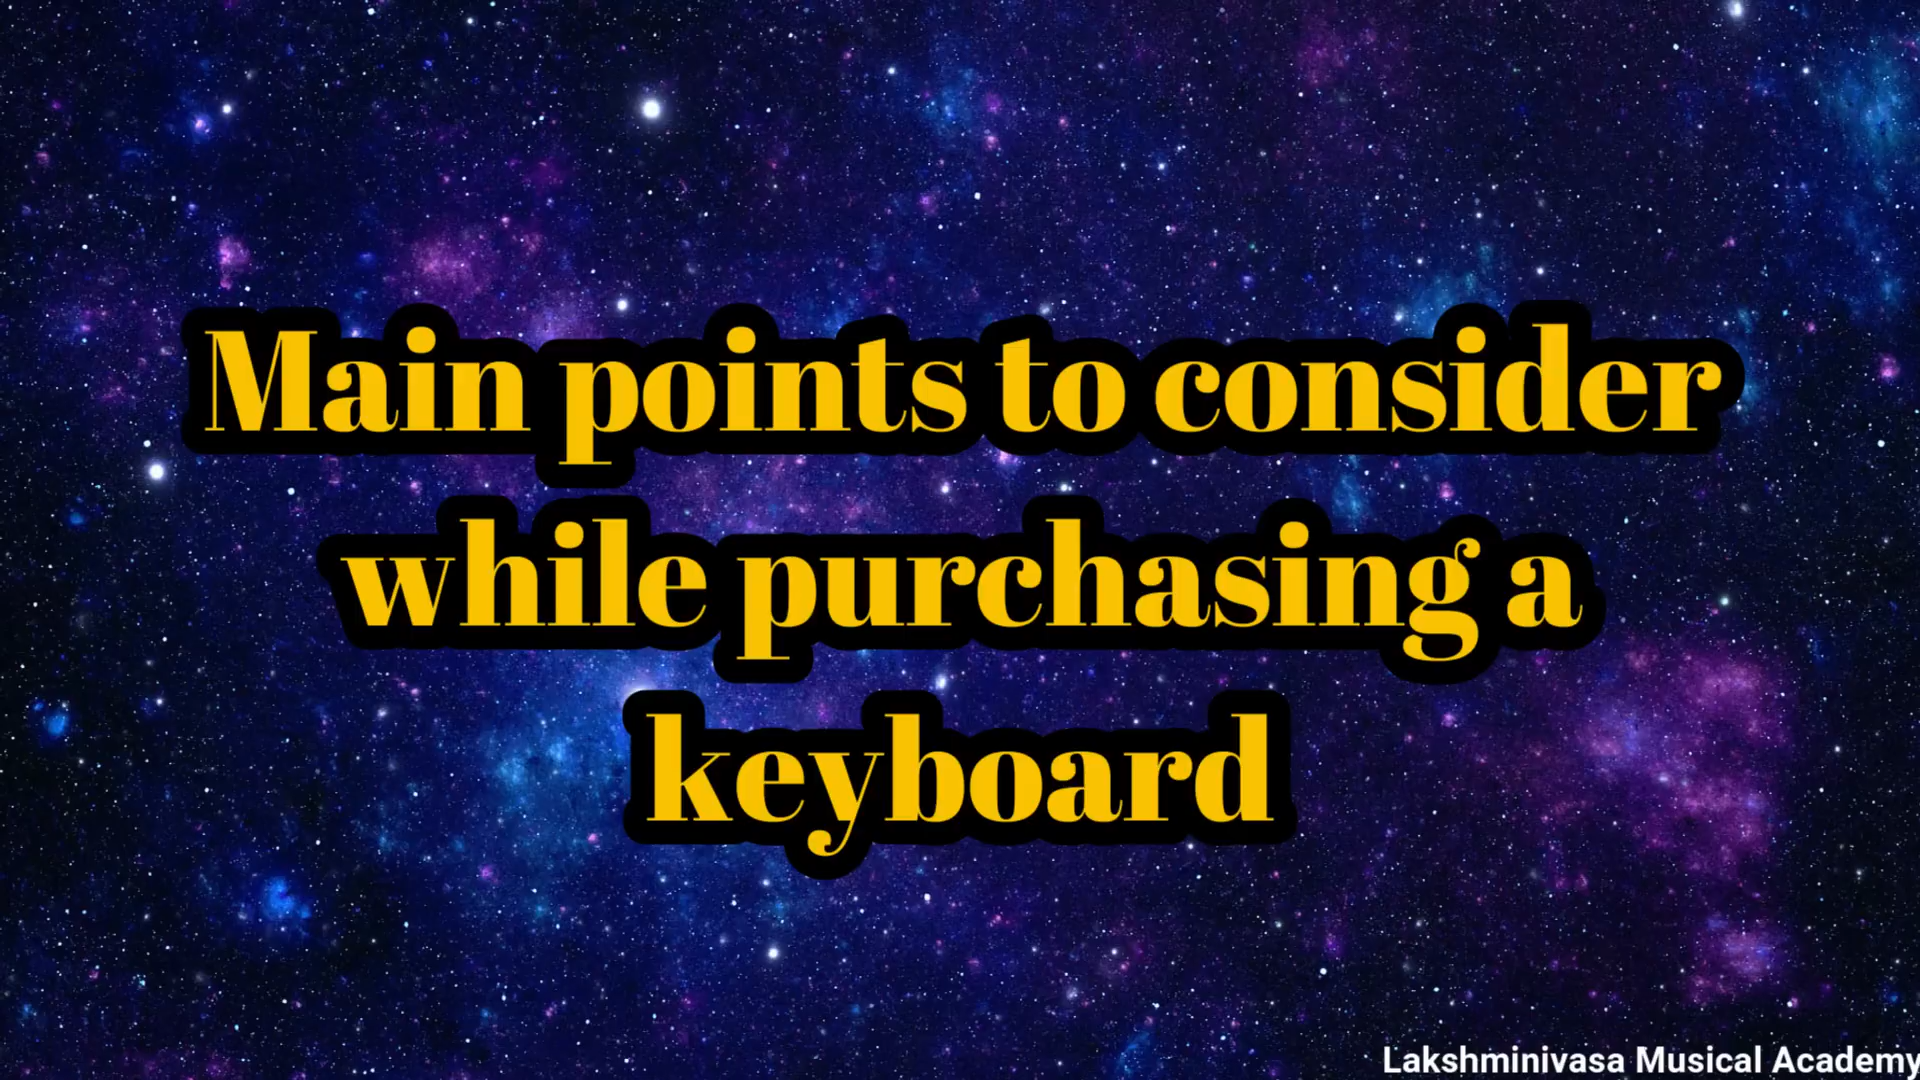 Main points to consider
while purchasing a
keyboard
Lakshminivasa Musical Academy